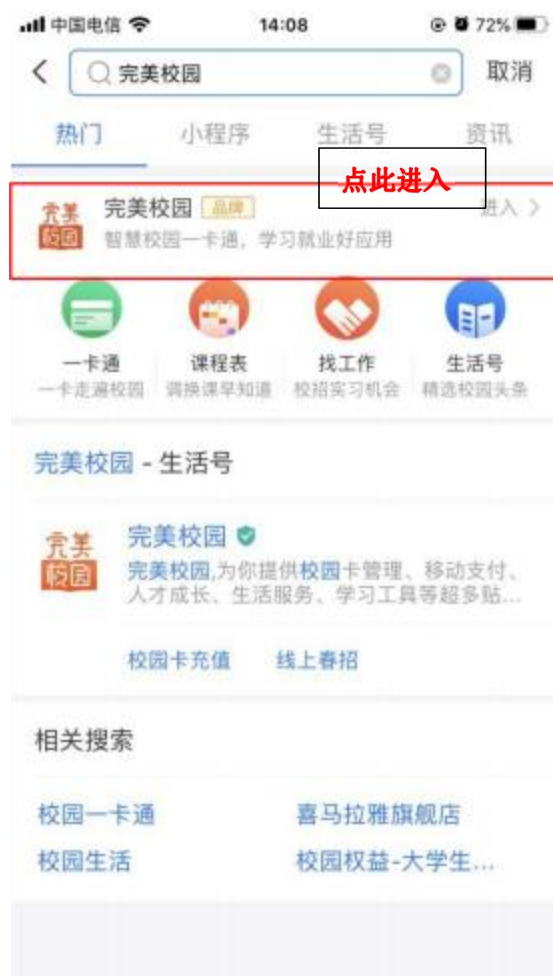 中国电信 14:08 72%
完美校园 取消
热门 小程序 生活号 资讯
点此进入
完美校园 完美校园 品牌 进入
智慧校园一卡通，学习就业好应用
一卡通 课程表 找工作 生活号
一卡走遍校园 调换课早知道 校招实习机会 精选校园头条
完美校园 - 生活号
完美校园 完美校园
完美校园,为你提供校园卡管理、移动支付、
人才成长、生活服务、学习工具等超多贴...
校园卡充值 线上春招
相关搜索
校园一卡通 喜马拉雅旗舰店
校园生活 校园权益-大学生...